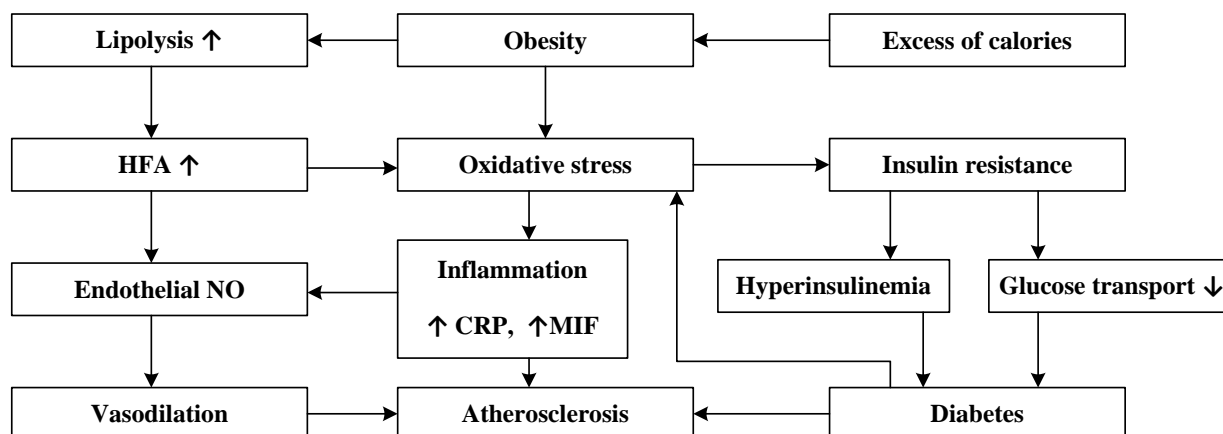 Lipolysis ↑
Obesity
Excess of calories
HFA ↑
Oxidative stress
Insulin resistance
Endothelial NO
Inflammation
↑ CRP, ↑MIF
Hyperinsulinemia
Glucose transport ↓
Vasodilation
Atherosclerosis
Diabetes